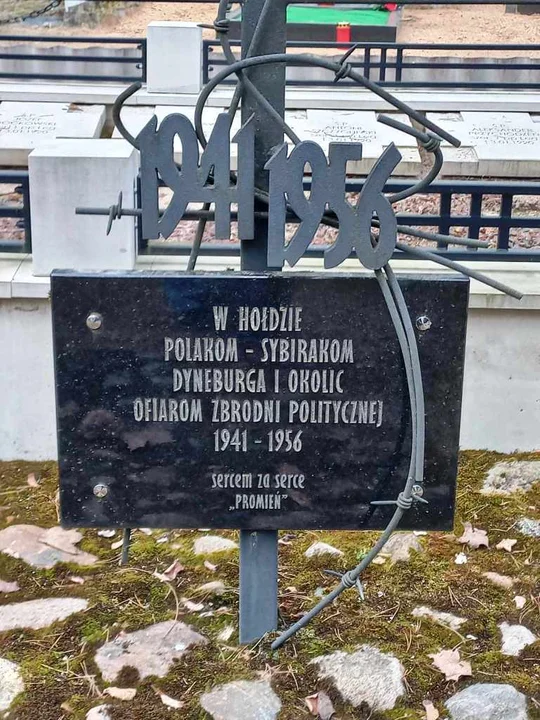 1941 1956
W HOŁDZIE
POLAKOM - SYBIRAKOM
DYNEBURGA I OKOLIC
OFIAROM ZBRODNI POLITYCZNEJ
1941 - 1956
sercem za serce
„PROMIEŃ”